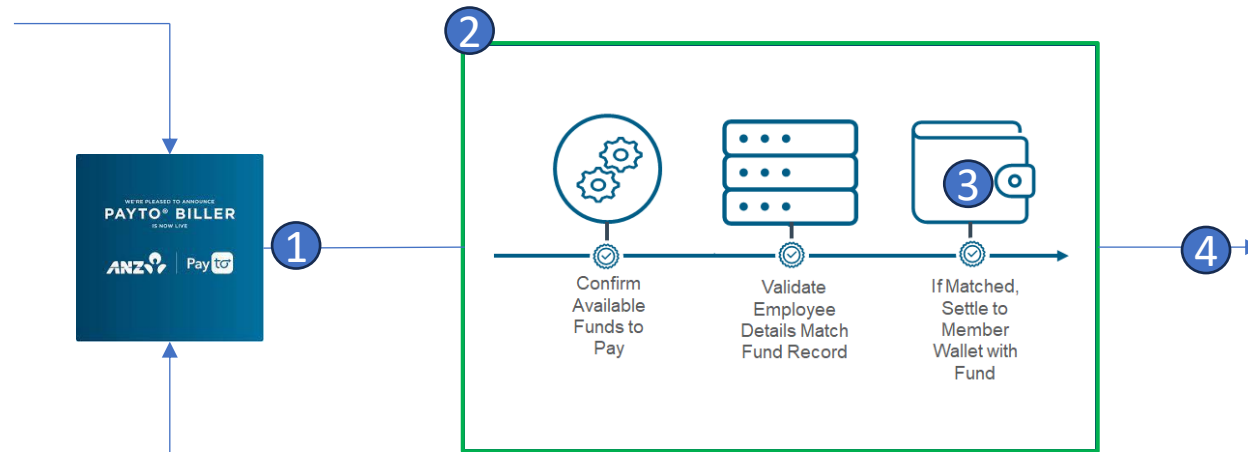 2
WE'RE PLEASED TO ANNOUNCE
PAYTO® BILLER
IS NOW LIVE
ANZ
Pay to
1
3
4
Confirm
Available
Funds to
Pay
Validate
Employee
Details Match
Fund Record
If Matched,
Settle to
Member
Wallet with
Fund